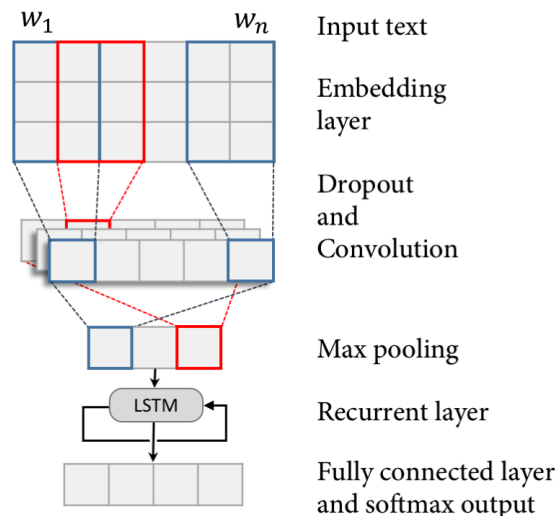 w1 wn
Input text
Embedding
layer
Dropout
and
Convolution
Max pooling
LSTM
Recurrent layer
Fully connected layer
and softmax output